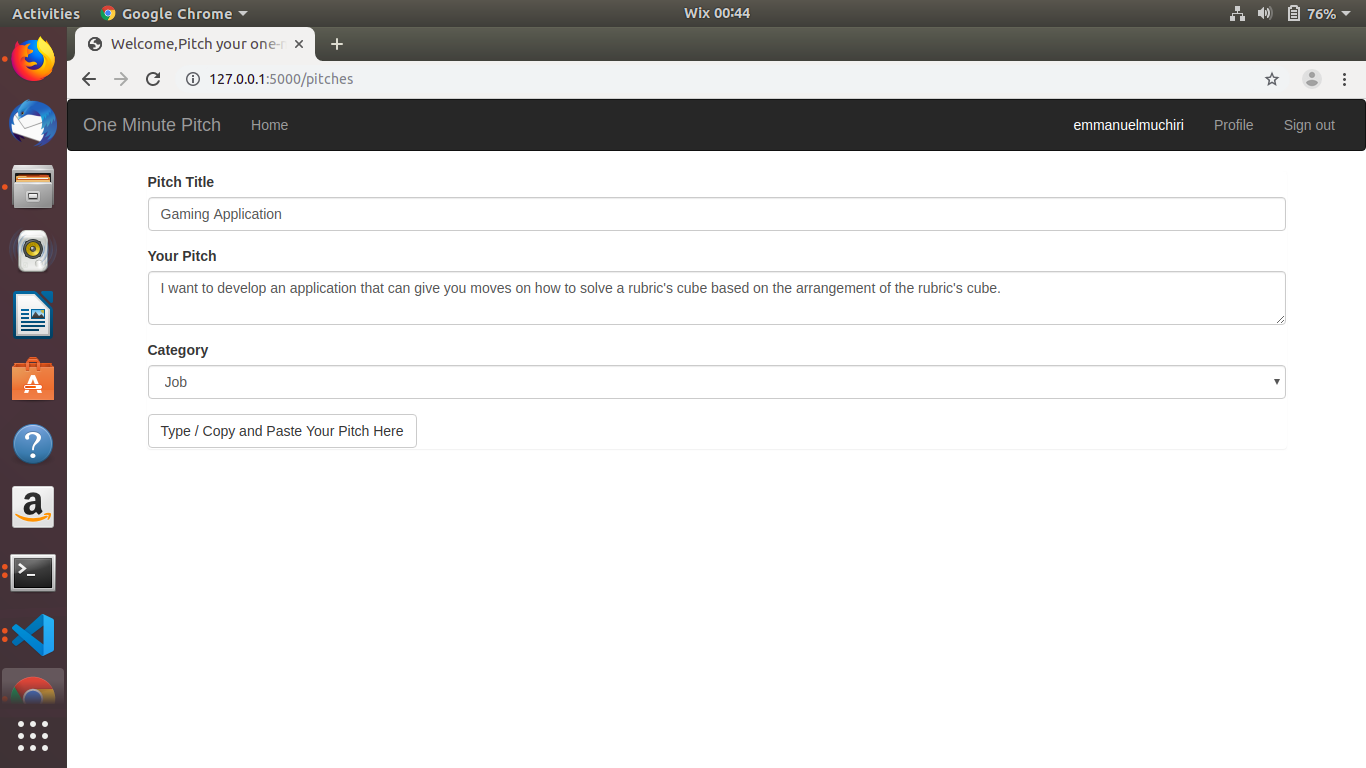 Activities
Google Chrome
Wix 00:44
76%
Welcome,Pitch your one-
127.0.0.1:5000/pitches
One Minute Pitch
Home
emmanuelmuchiri
Profile
Sign out
Pitch Title
Gaming Application
Your Pitch
I want to develop an application that can give you moves on how to solve a rubric's cube based on the arrangement of the rubric's cube.
Category
Job
Type / Copy and Paste Your Pitch Here